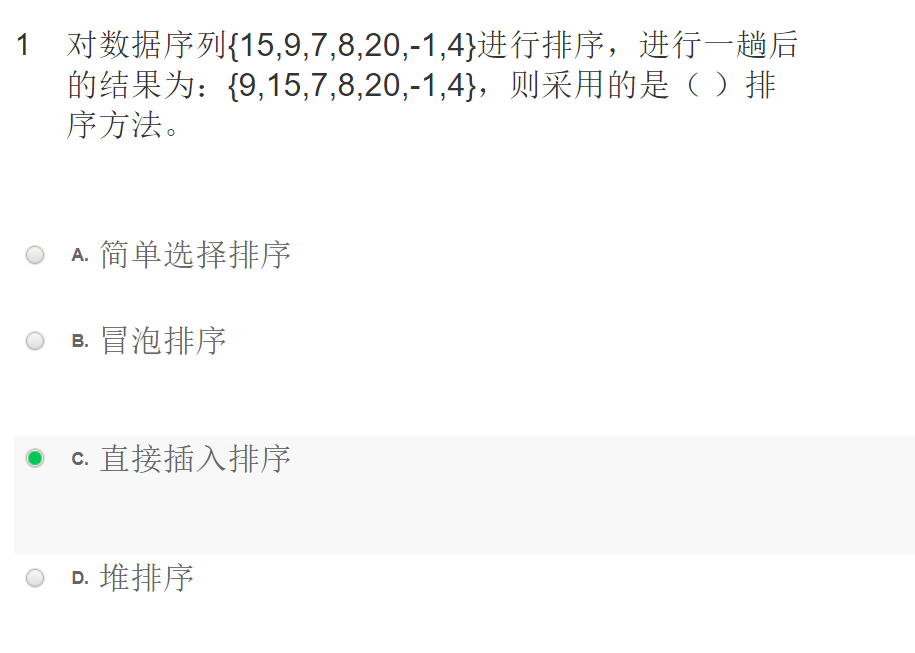 1 对数据序列{15,9,7,8,20,-1,4}进行排序，进行一趟后
的结果为：{9,15,7,8,20,-1,4}，则采用的是（ ）排
序方法。
A. 简单选择排序
B. 冒泡排序
C. 直接插入排序
D. 堆排序